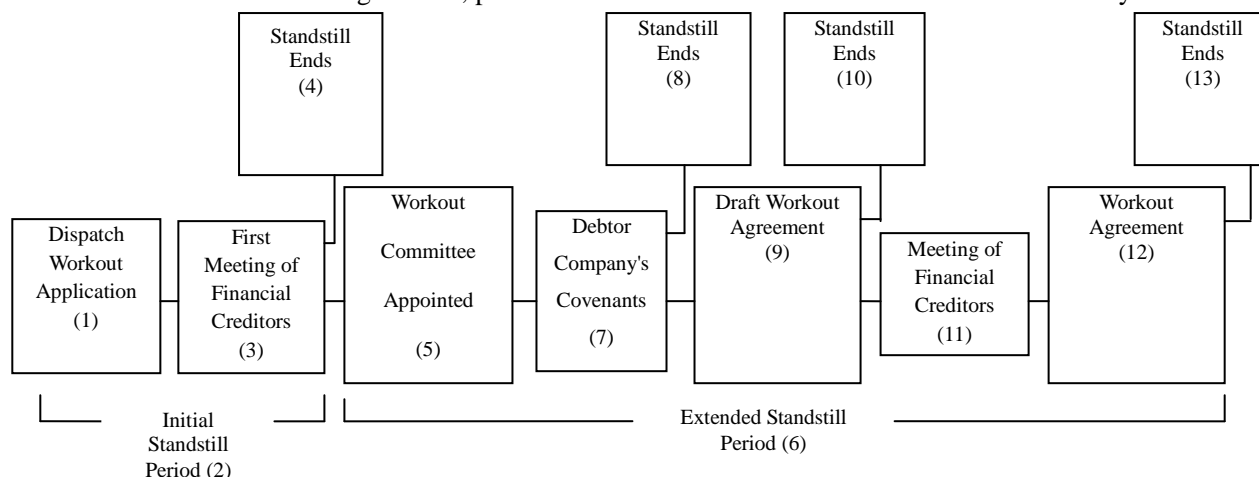 Standstill
Ends
(4)
Standstill
Ends
(8)
Standstill
Ends
(10)
Standstill
Ends
(13)
Dispatch
Workout
Application
(1)
First
Meeting of
Financial
Creditors
(3)
Workout
Committee
Appointed
(5)
Debtor
Company's
Covenants
(7)
Draft Workout
Agreement
(9)
Meeting of
Financial
Creditors
(11)
Workout
Agreement
(12)
Initial
Standstill
Period (2)
Extended Standstill
Period (6)